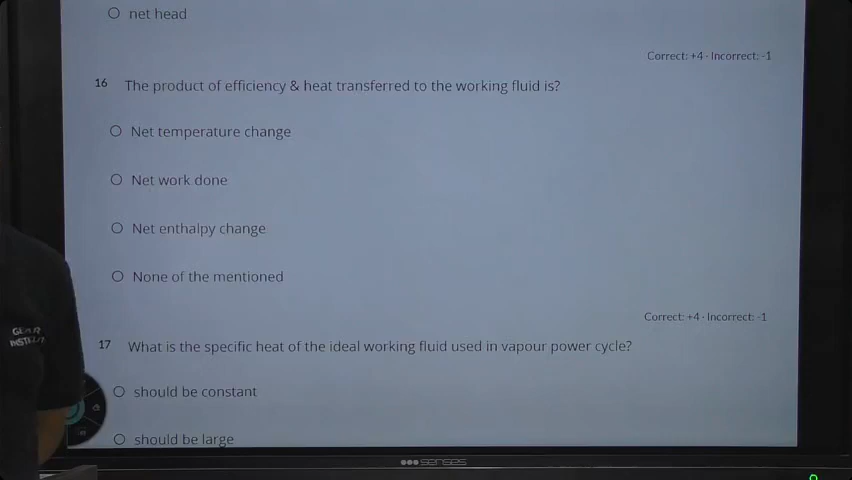 net head
Correct: +4 - Incorrect: -1
16 The product of efficiency & heat transferred to the working fluid is?
Net temperature change
Net work done
Net enthalpy change
None of the mentioned
Correct: +4 - Incorrect: -1
17 What is the specific heat of the ideal working fluid used in vapour power cycle?
should be constant
should be large
senses